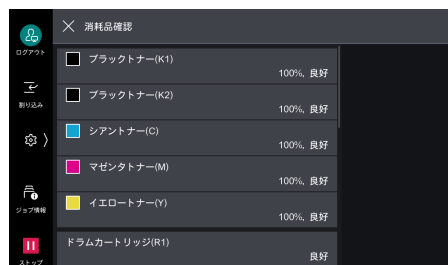 消耗品確認
ログアウト
割り込み
ジョブ情報
ストップ
ブラックトナー(K1)
100%, 良好
ブラックトナー(K2)
100%, 良好
シアントナー(C)
100%, 良好
マゼンタトナー(M)
100%, 良好
イエロートナー(Y)
100%, 良好
ドラムカートリッジ(R1)
良好